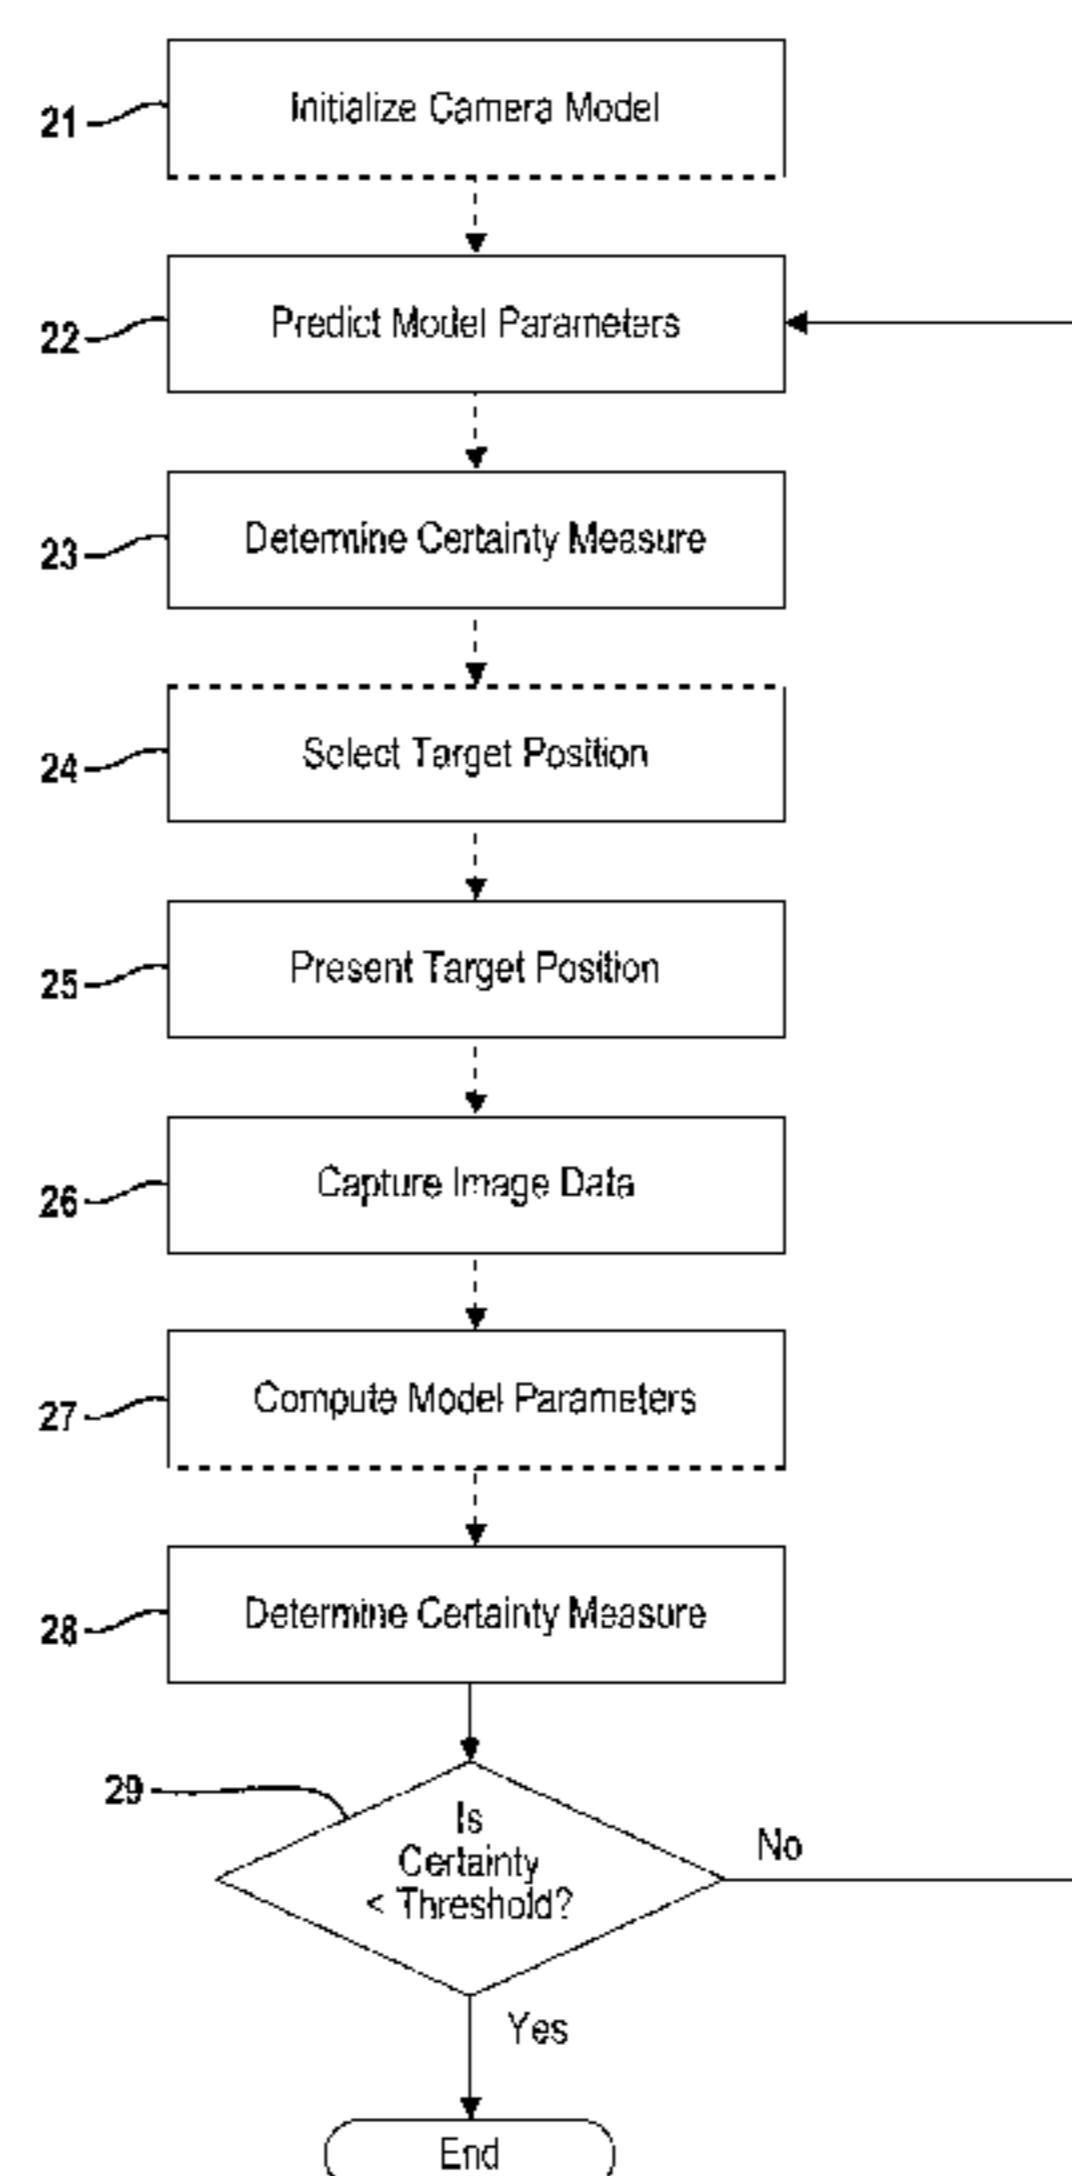 21
Initialize Camera Model
22
Predict Model Parameters
23
Determine Certainty Measure
24
Select Target Position
25
Present Target Position
26
Capture Image Data
27
Compute Model Parameters
28
Determine Certainty Measure
29
Is
Certainty
< Threshold?
No
Yes
End